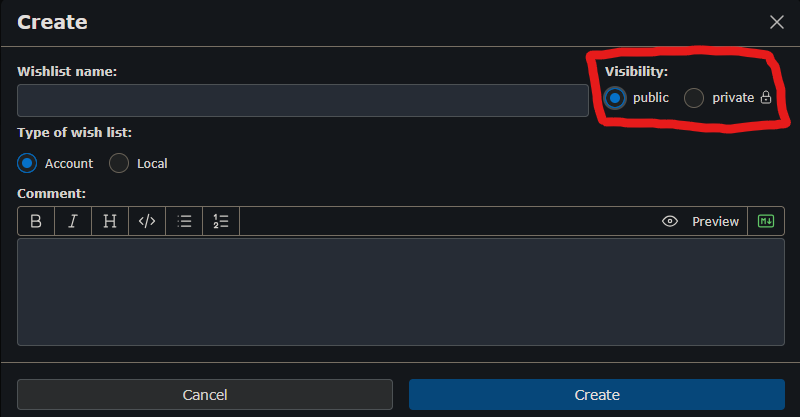 Create
Wishlist name:
Visibility:
public private
Type of wish list:
Account Local
Comment:
B I H </> Preview M↓
Cancel Create